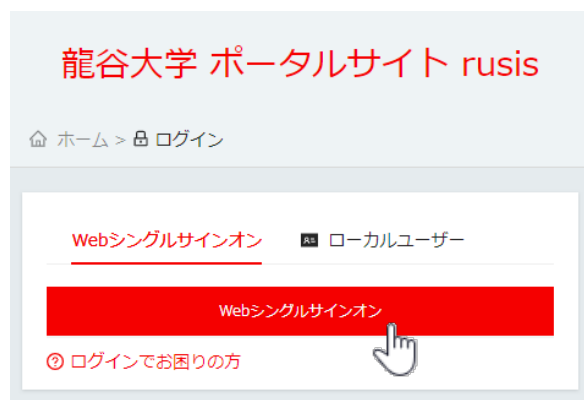 龍谷大学 ポータルサイト rusis
ホーム > ログイン
Webシングルサインオン ローカルユーザー
Webシングルサインオン
ログインでお困りの方